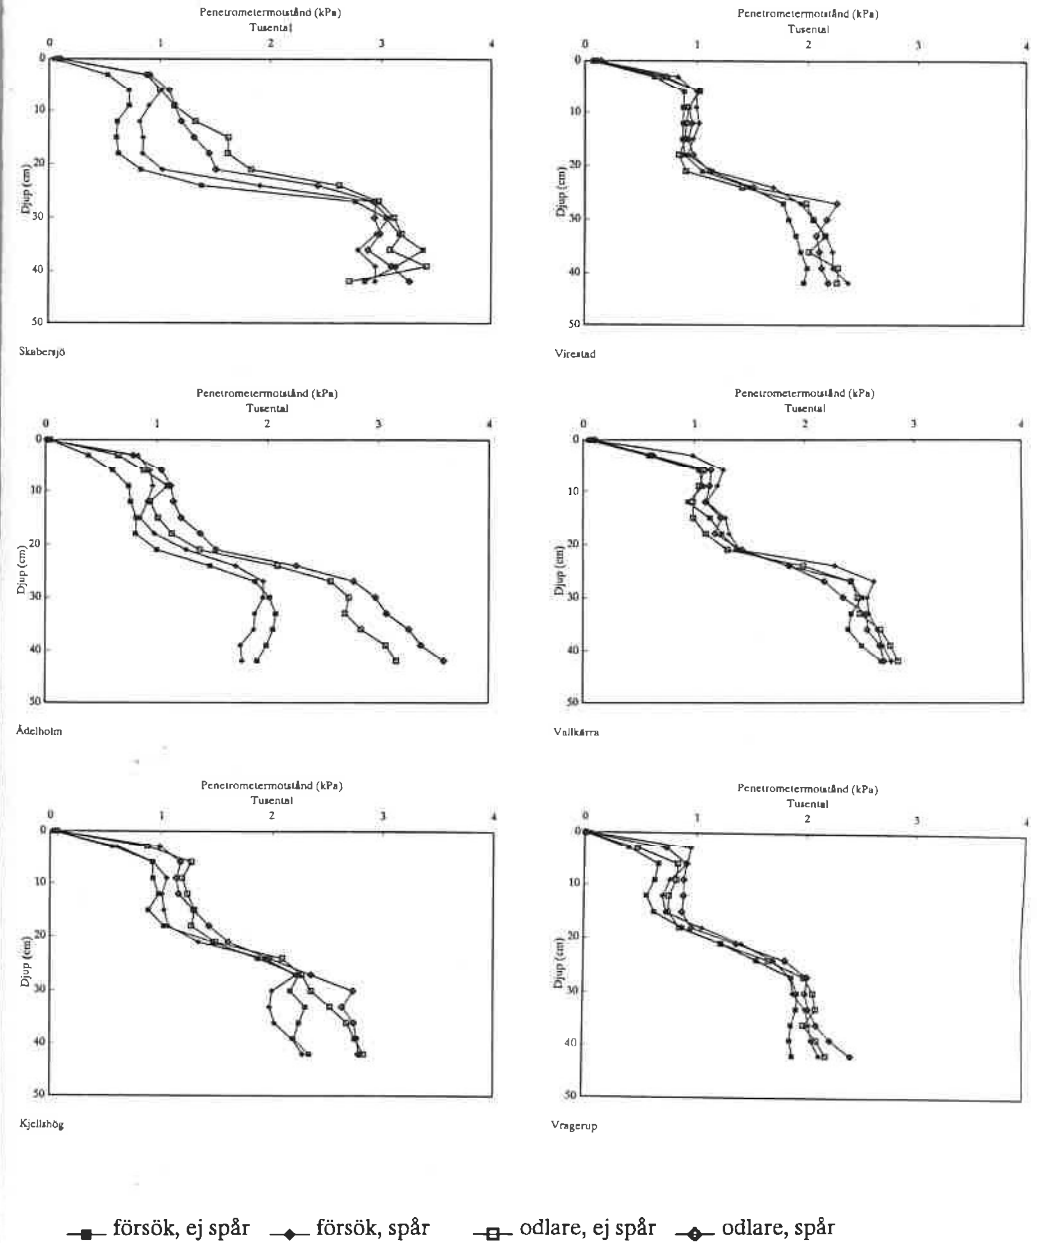 Penetrometermotstånd (kPa)
Tusental
0 1 2 3 4
0
10
20
30
40
50
Djup (cm)
Skabersjö
Penetrometermotstånd (kPa)
Tusental
0 1 2 3 4
0
10
20
30
40
50
Djup (cm)
Virestad
Penetrometermotstånd (kPa)
Tusental
0 1 2 3 4
0
10
20
30
40
50
Djup (cm)
Ädelholm
Penetrometermotstånd (kPa)
Tusental
0 1 2 3 4
0
10
20
30
40
50
Djup (cm)
Vallkärra
Penetrometermotstånd (kPa)
Tusental
0 1 2 3 4
0
10
20
30
40
50
Djup (cm)
Kjellshög
Penetrometermotstånd (kPa)
Tusental
0 1 2 3 4
0
10
20
30
40
50
Djup (cm)
Vragerup
försök, ej spår försök, spår odlare, ej spår odlare, spår